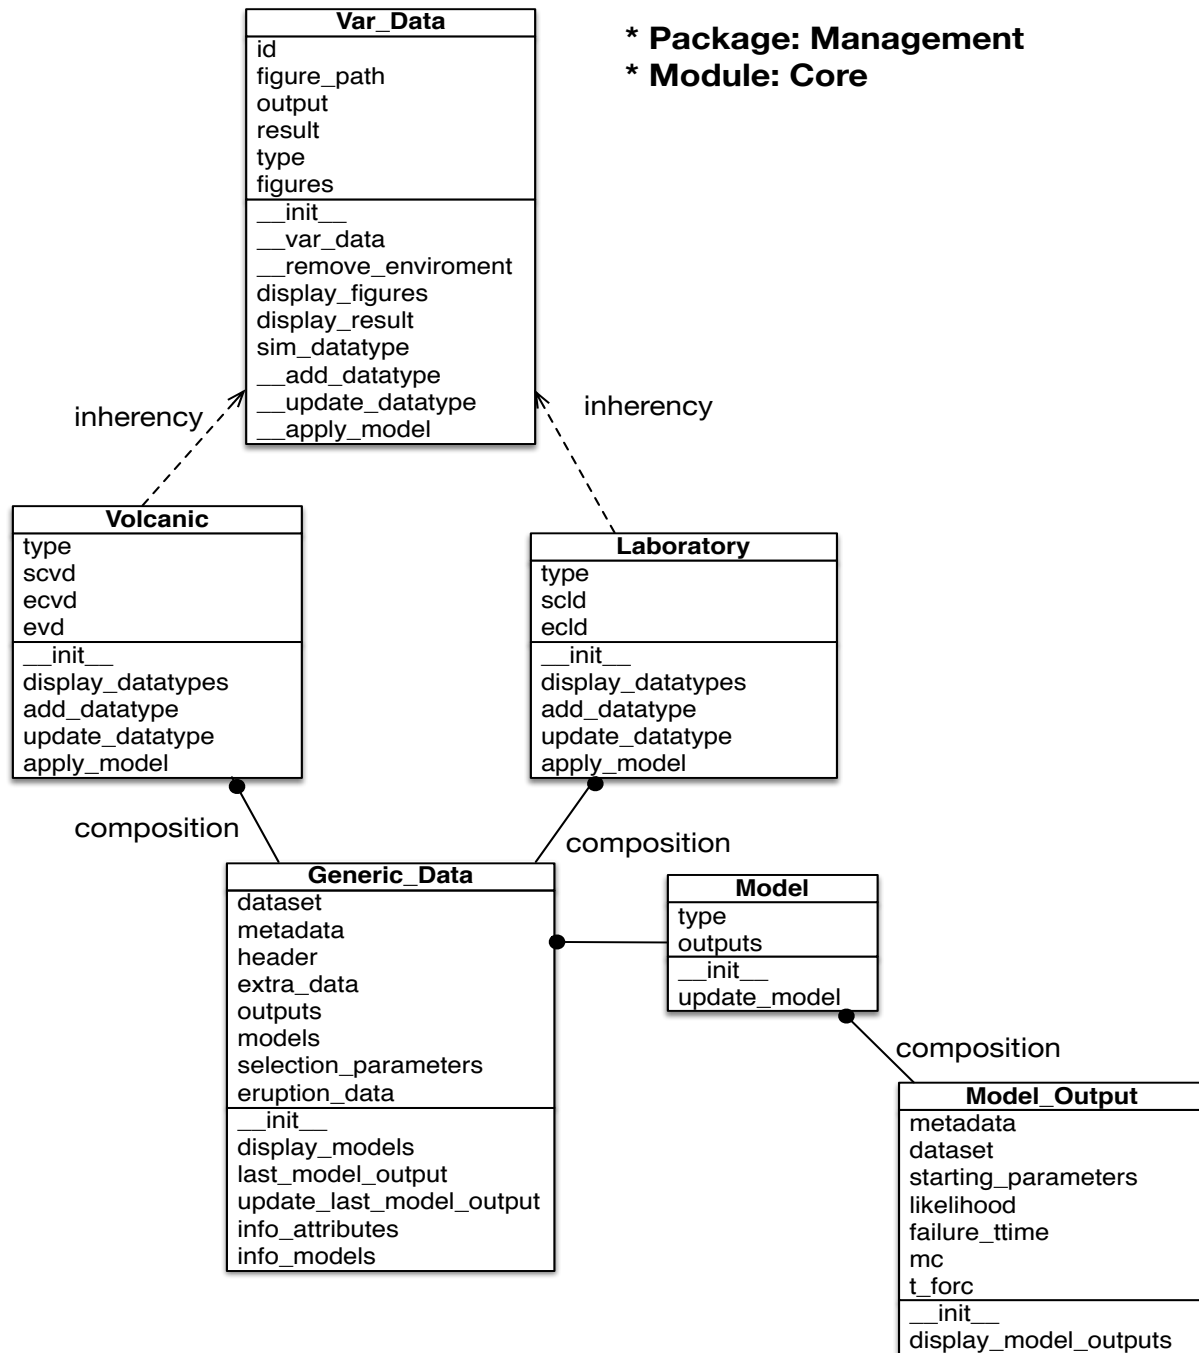 Var_Data
id
figure_path
output
result
type
figures
__init__
__var_data
__remove_enviroment
display_figures
display_result
sim_datatype
__add_datatype
__update_datatype
__apply_model
* Package: Management
* Module: Core
inherency
inherency
Volcanic
type
scvd
ecvd
evd
__init__
display_datatypes
add_datatype
update_datatype
apply_model
Laboratory
type
scld
ecld
__init__
display_datatypes
add_datatype
update_datatype
apply_model
composition
composition
Generic_Data
dataset
metadata
header
extra_data
outputs
models
selection_parameters
eruption_data
__init__
display_models
last_model_output
update_last_model_output
info_attributes
info_models
Model
type
outputs
__init__
update_model
composition
Model_Output
metadata
dataset
starting_parameters
likelihood
failure_ttime
mc
t_forc
__init__
display_model_outputs